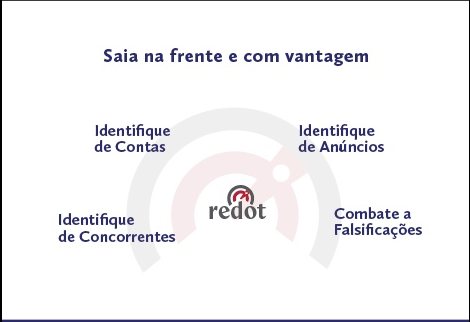 Saia na frente e com vantagem
Identifique
de Contas
Identifique
de Anúncios
redot
Identifique
de Concorrentes
Combate a
Falsificações